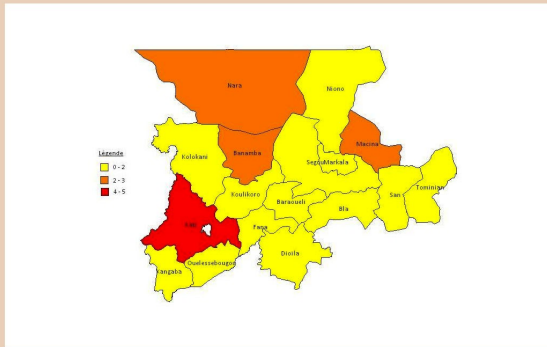 Nara
Niono
Kolokani
Banamba
Macina
Segou
Markala
Légende
0 - 2
2 - 3
4 - 5
Koulikoro
Baraoueli
Bla
San
Tominian
Kati
Fana
Dioila
Ouelessebougou
Kangaba